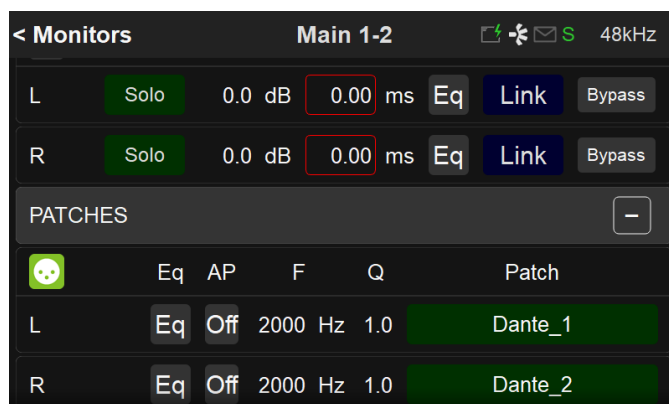 < Monitors Main 1-2 S 48kHz
L Solo 0.0 dB 0.00 ms Eq Link Bypass
R Solo 0.0 dB 0.00 ms Eq Link Bypass
PATCHES −
Eq AP F Q Patch
L Eq Off 2000 Hz 1.0 Dante_1
R Eq Off 2000 Hz 1.0 Dante_2